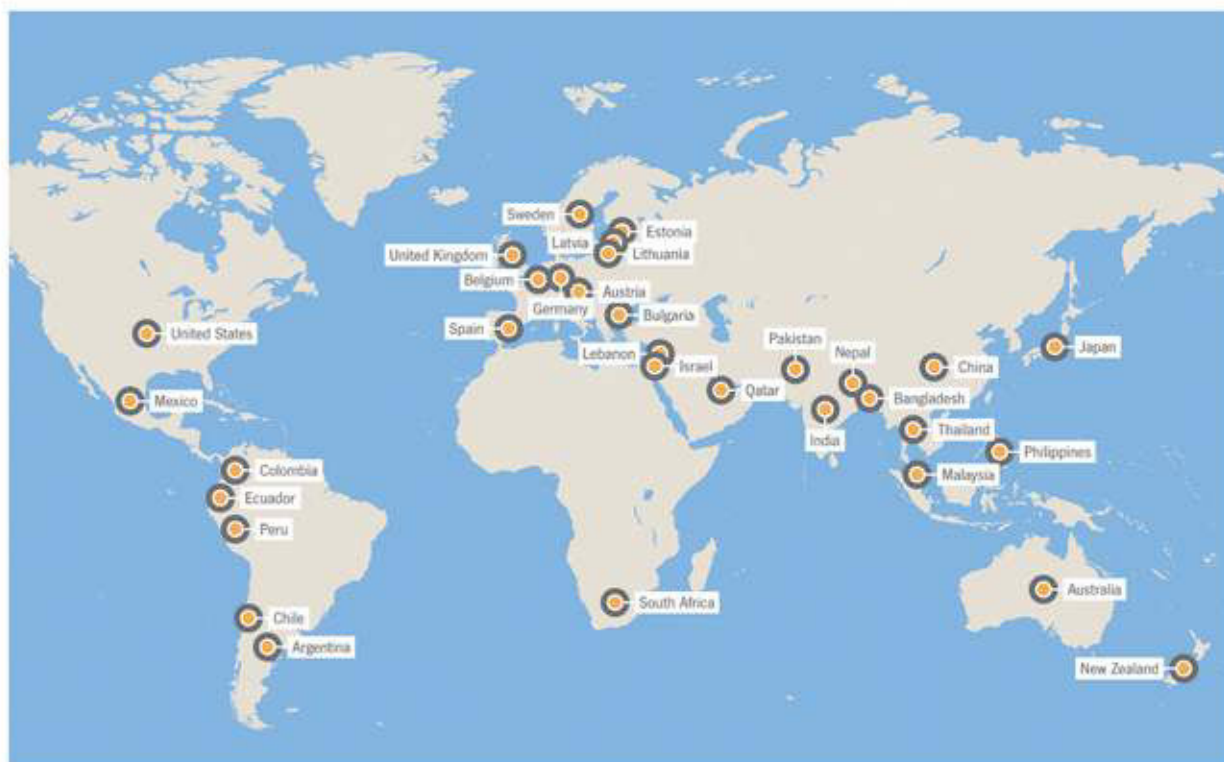 Sweden
Estonia
Latvia
United Kingdom
Lithuania
Belgium
Austria
Germany
Bulgaria
United States
Spain
Pakistan
Japan
Lebanon
Nepal
Israel
China
Qatar
Mexico
Bangladesh
Thailand
India
Philippines
Colombia
Malaysia
Ecuador
Peru
Australia
South Africa
Chile
Argentina
New Zealand